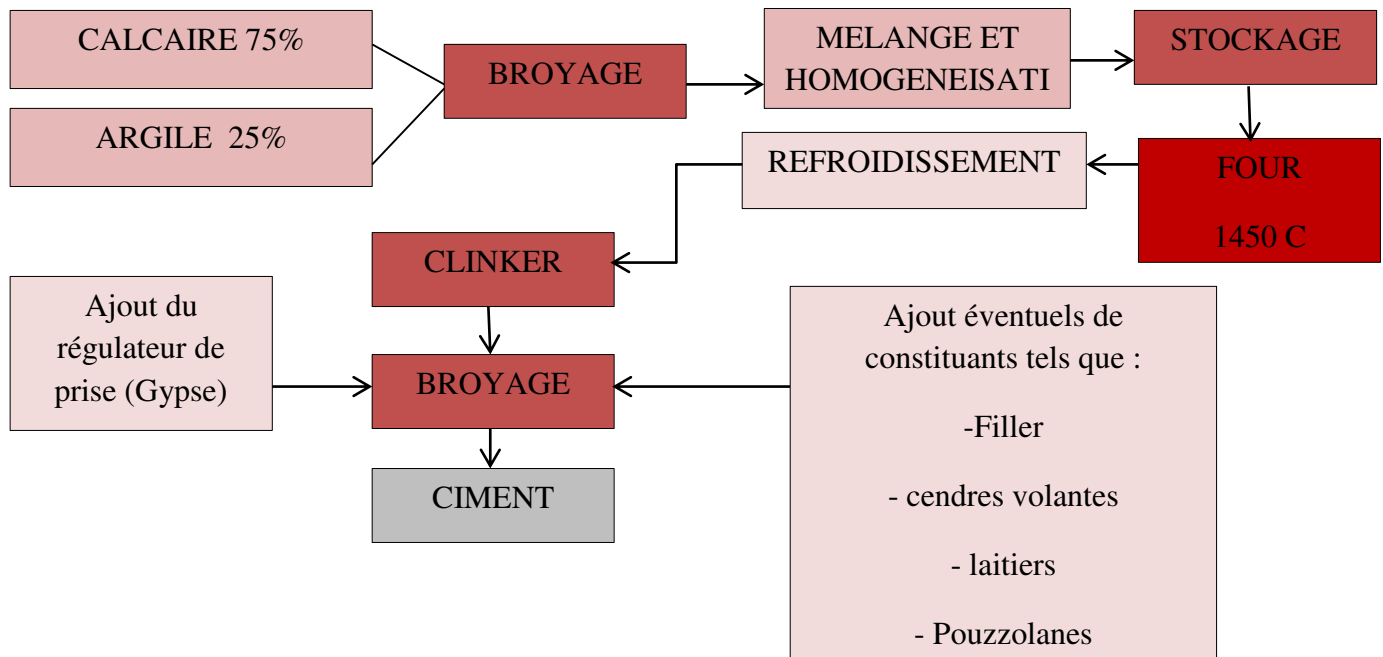 CALCAIRE 75%
ARGILE 25%
BROYAGE
MELANGE ET
HOMOGENEISATI
STOCKAGE
FOUR
1450 C
REFROIDISSEMENT
CLINKER
Ajout du
régulateur de
prise (Gypse)
BROYAGE
Ajout éventuels de
constituants tels que :
-Filler
- cendres volantes
- laitiers
- Pouzzolanes
CIMENT